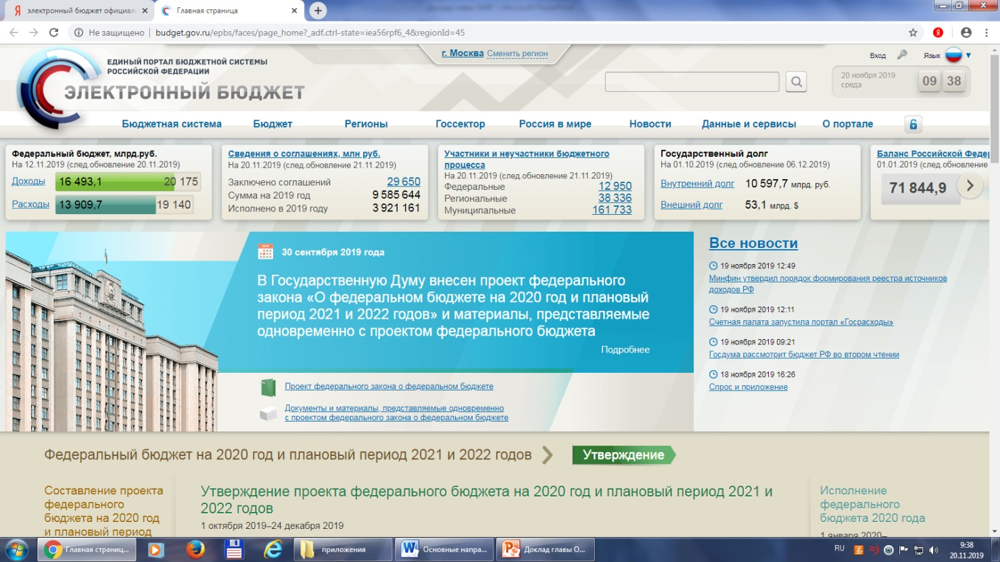 электронный бюджет официал
Главная страница
Не защищено
budget.gov.ru/epbs/faces/page_home?_adf.ctrl-state=iea56rpf6_4&regionId=45
г. Москва Сменить регион
Вход
Язык
ЕДИНЫЙ ПОРТАЛ БЮДЖЕТНОЙ СИСТЕМЫ
РОССИЙСКОЙ ФЕДЕРАЦИИ
ЭЛЕКТРОННЫЙ БЮДЖЕТ
20 ноября 2019
среда
09 38
Бюджетная система Бюджет Регионы Госсектор Россия в мире Новости Данные и сервисы О портале
Федеральный бюджет, млрд.руб.
На 12.11.2019 (след.обновление 20.11.2019)
Доходы 16 493,1 20 175
Расходы 13 909,7 19 140
Сведения о соглашениях, млн руб.
На 20.11.2019 (след.обновление 21.11.2019)
Заключено соглашений 29 650
Сумма на 2019 год 9 585 644
Исполнено в 2019 году 3 921 161
Участники и неучастники бюджетного
процесса
На 20.11.2019 (след.обновление 21.11.2019)
Федеральные 12 950
Региональные 38 336
Муниципальные 161 733
Государственный долг
На 01.10.2019 (след.обновление 06.12.2019)
Внутренний долг 10 597,7 млрд. руб.
Внешний долг 53,1 млрд. $
Баланс Российской Федер
01.01.2019 (след.обновление
71 844,9
30 сентября 2019 года
В Государственную Думу внесен проект федерального
закона «О федеральном бюджете на 2020 год и плановый
период 2021 и 2022 годов» и материалы, представляемые
одновременно с проектом федерального бюджета
Подробнее
Проект федерального закона о федеральном бюджете
Документы и материалы, представляемые одновременно
с проектом федерального закона о федеральном бюджете
Все новости
19 ноября 2019 12:49
Минфин утвердил порядок формирования реестра источников
доходов РФ
19 ноября 2019 12:11
Счетная палата запустила портал «Госрасходы»
19 ноября 2019 09:21
Госдума рассмотрит бюджет РФ во втором чтении
18 ноября 2019 16:26
Спрос и приложение
Федеральный бюджет на 2020 год и плановый период 2021 и 2022 годов
Утверждение
Составление проекта
федерального
бюджета на 2020 год
и плановый период
Утверждение проекта федерального бюджета на 2020 год и плановый период 2021 и
2022 годов
1 октября 2019–24 декабря 2019
Исполнение
федерального
бюджета 2020 года
1 января 2020–
Главная страниц...
приложения
Основные напра...
Доклад главы О...
RU
9:38
20.11.2019